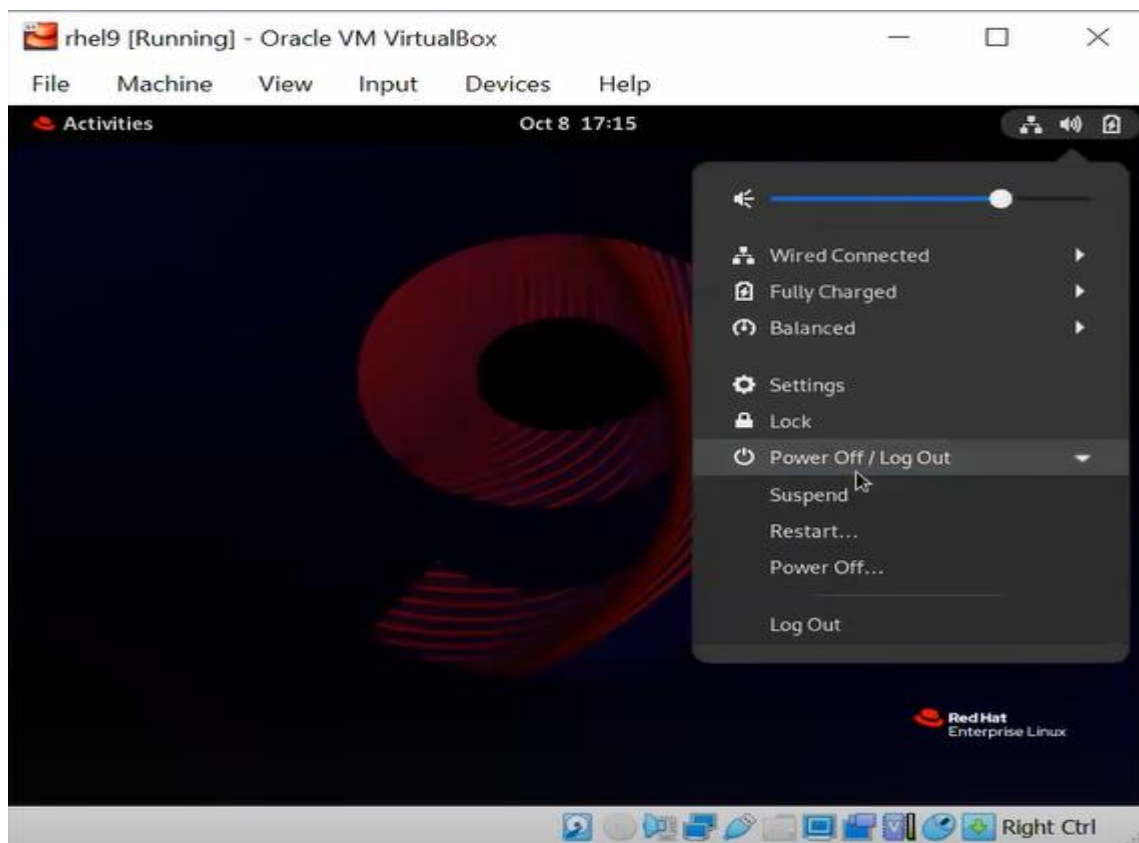 rhel9 [Running] - Oracle VM VirtualBox
File Machine View Input Devices Help
Activities Oct 8 17:15
Wired Connected
Fully Charged
Balanced
Settings
Lock
Power Off / Log Out
Suspend
Restart...
Power Off...
Log Out
9
Red Hat
Enterprise Linux
Right Ctrl